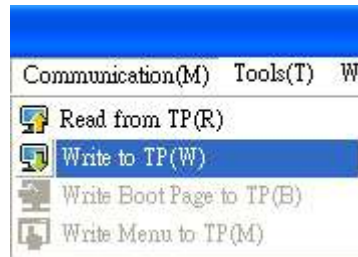 Communication(M) Tools(T) W
Read from TP(R)
Write to TP(W)
Write Boot Page to TP(B)
Write Menu to TP(M)